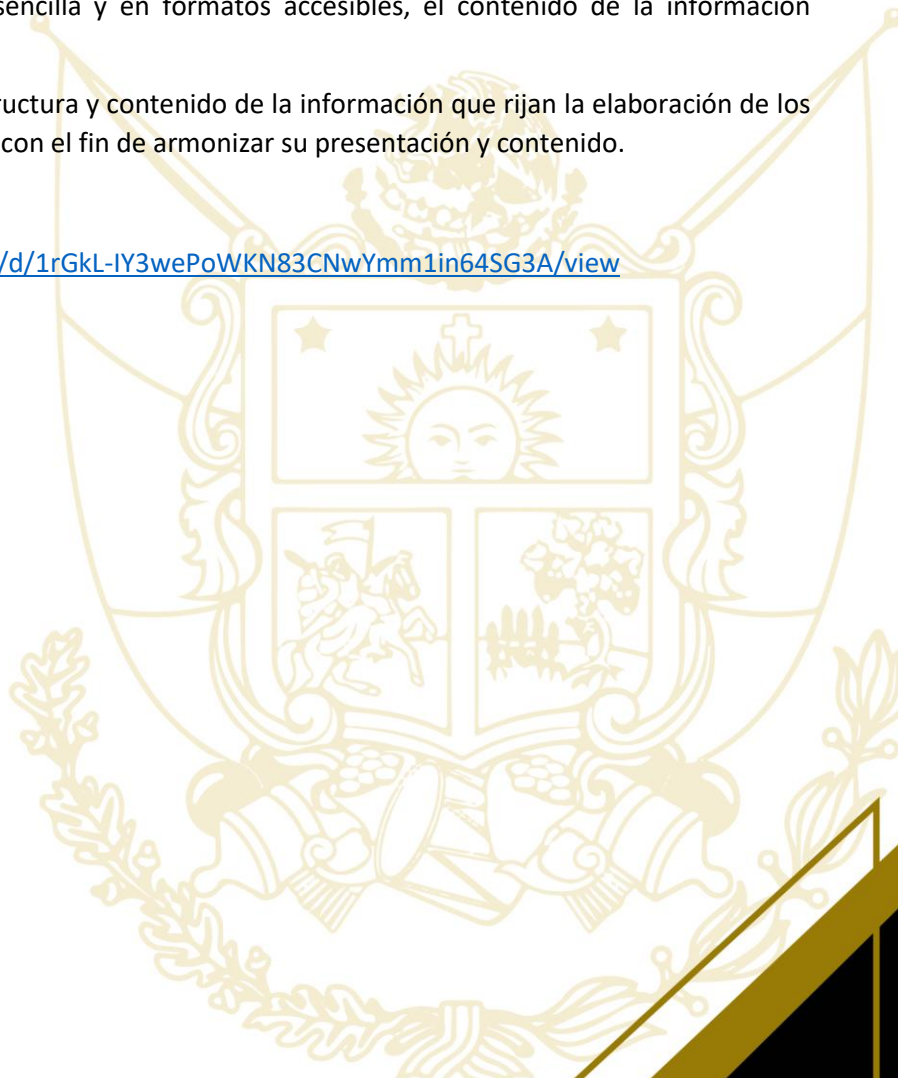 sencilla y en formatos accesibles, el contenido de la información
ructura y contenido de la información que rijan la elaboración de los
con el fin de armonizar su presentación y contenido.
/d/1rGkL-IY3wePoWKN83CNwYmm1in64SG3A/view